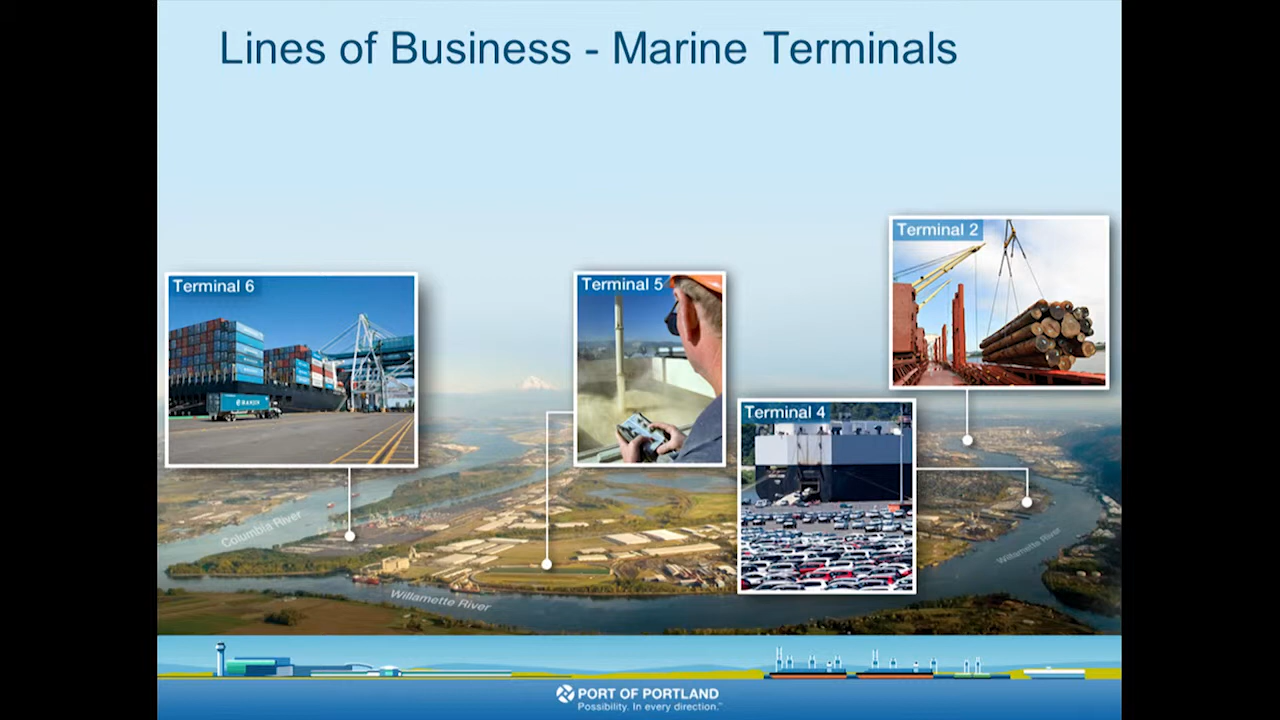 Lines of Business - Marine Terminals
Terminal 2
Terminal 6
Terminal 5
Terminal 4
Columbia River
Willamette River
Willamette River
PORT OF PORTLAND
Possibility. In every direction.™